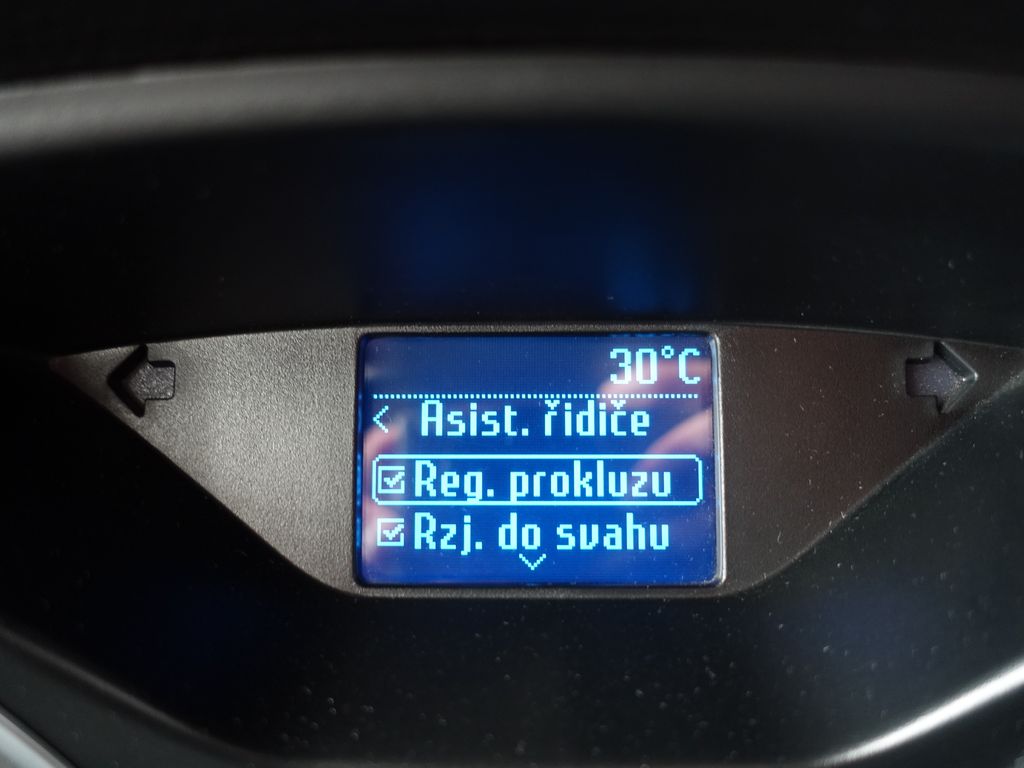 30°C
< Asist. řidiče
Reg. prokluzu
Rzj. do svahu